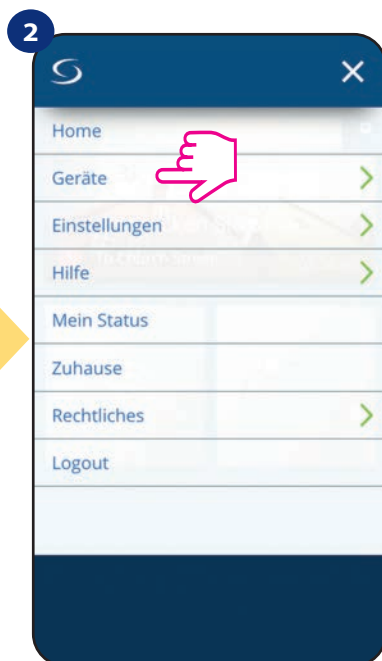 2
Home
Geräte
Einstellungen
Hilfe
Mein Status
Zuhause
Rechtliches
Logout